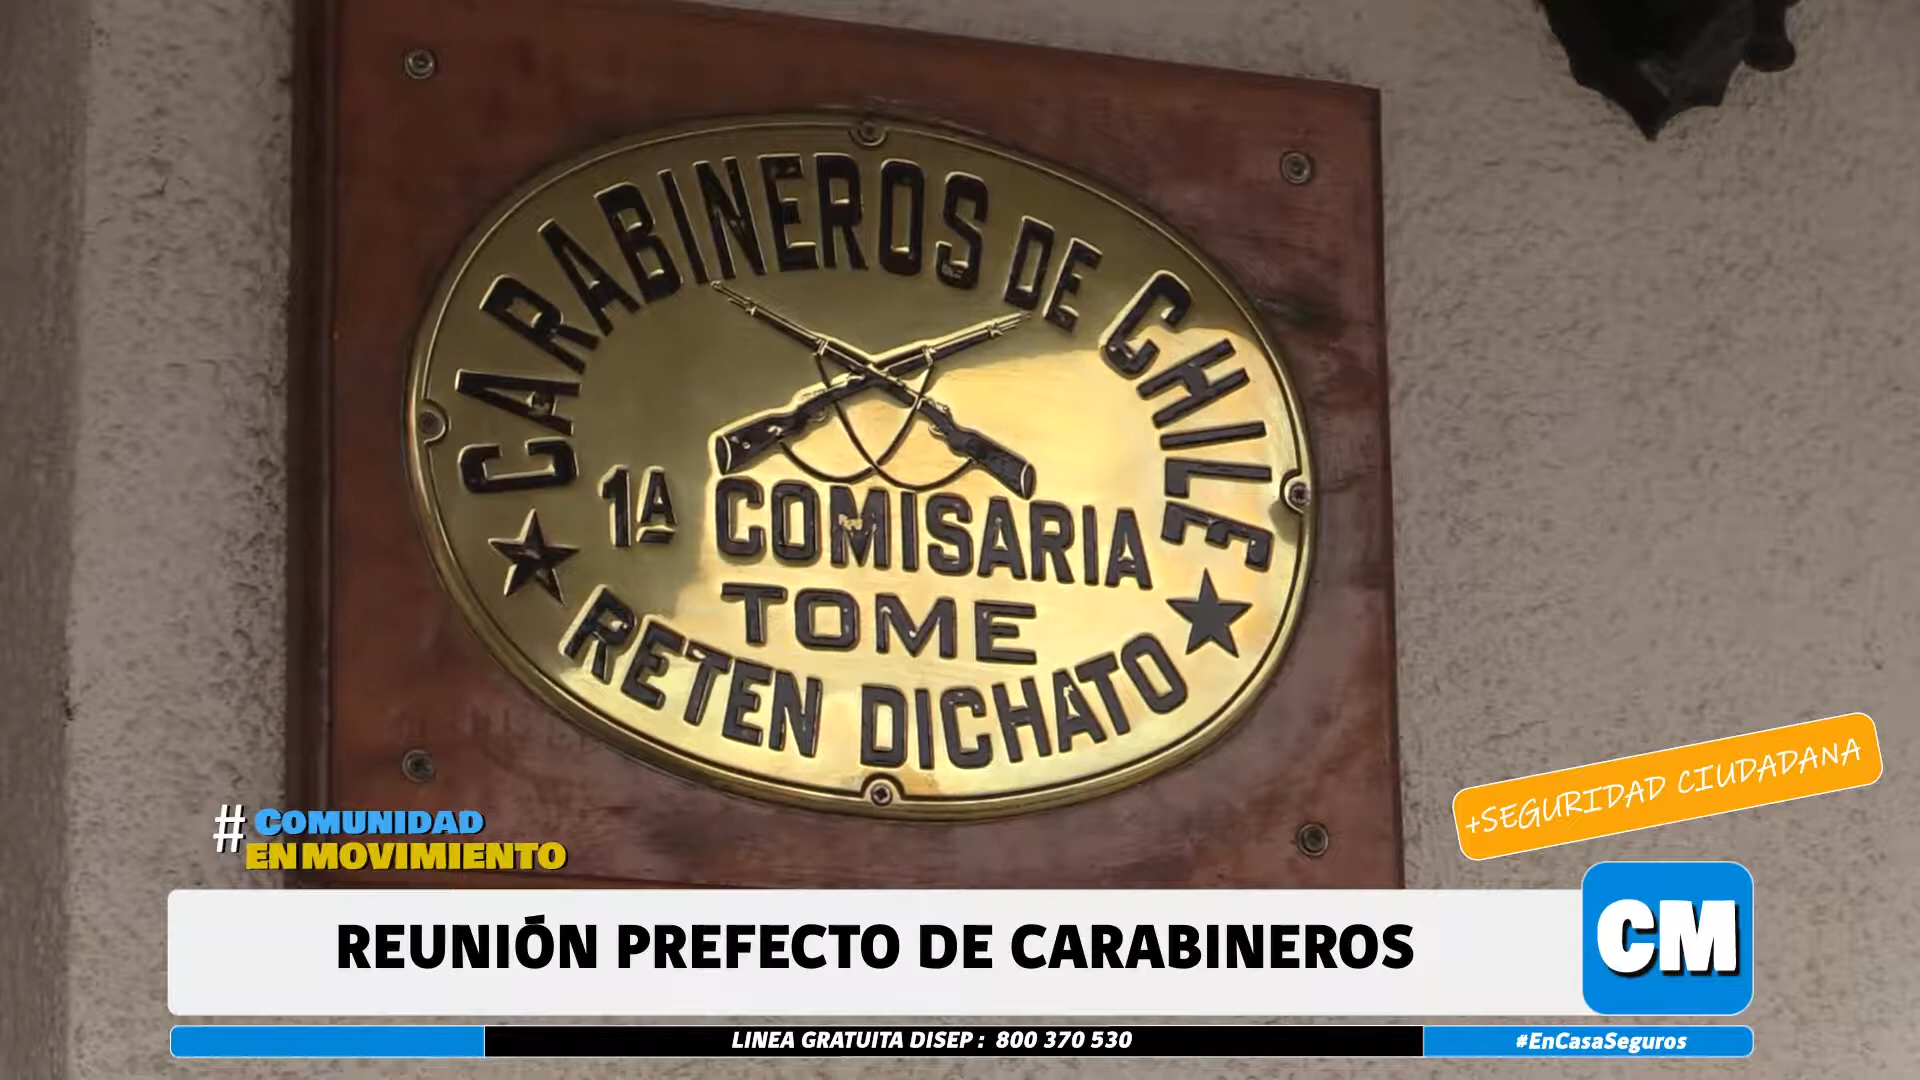 CARABINEROS DE CHILE
1ª COMISARIA
TOME
RETEN DICHATO
+SEGURIDAD CIUDADANA
#COMUNIDAD
EN MOVIMIENTO
REUNIÓN PREFECTO DE CARABINEROS
CM
LINEA GRATUITA DISEP : 800 370 530
#EnCasaSeguros